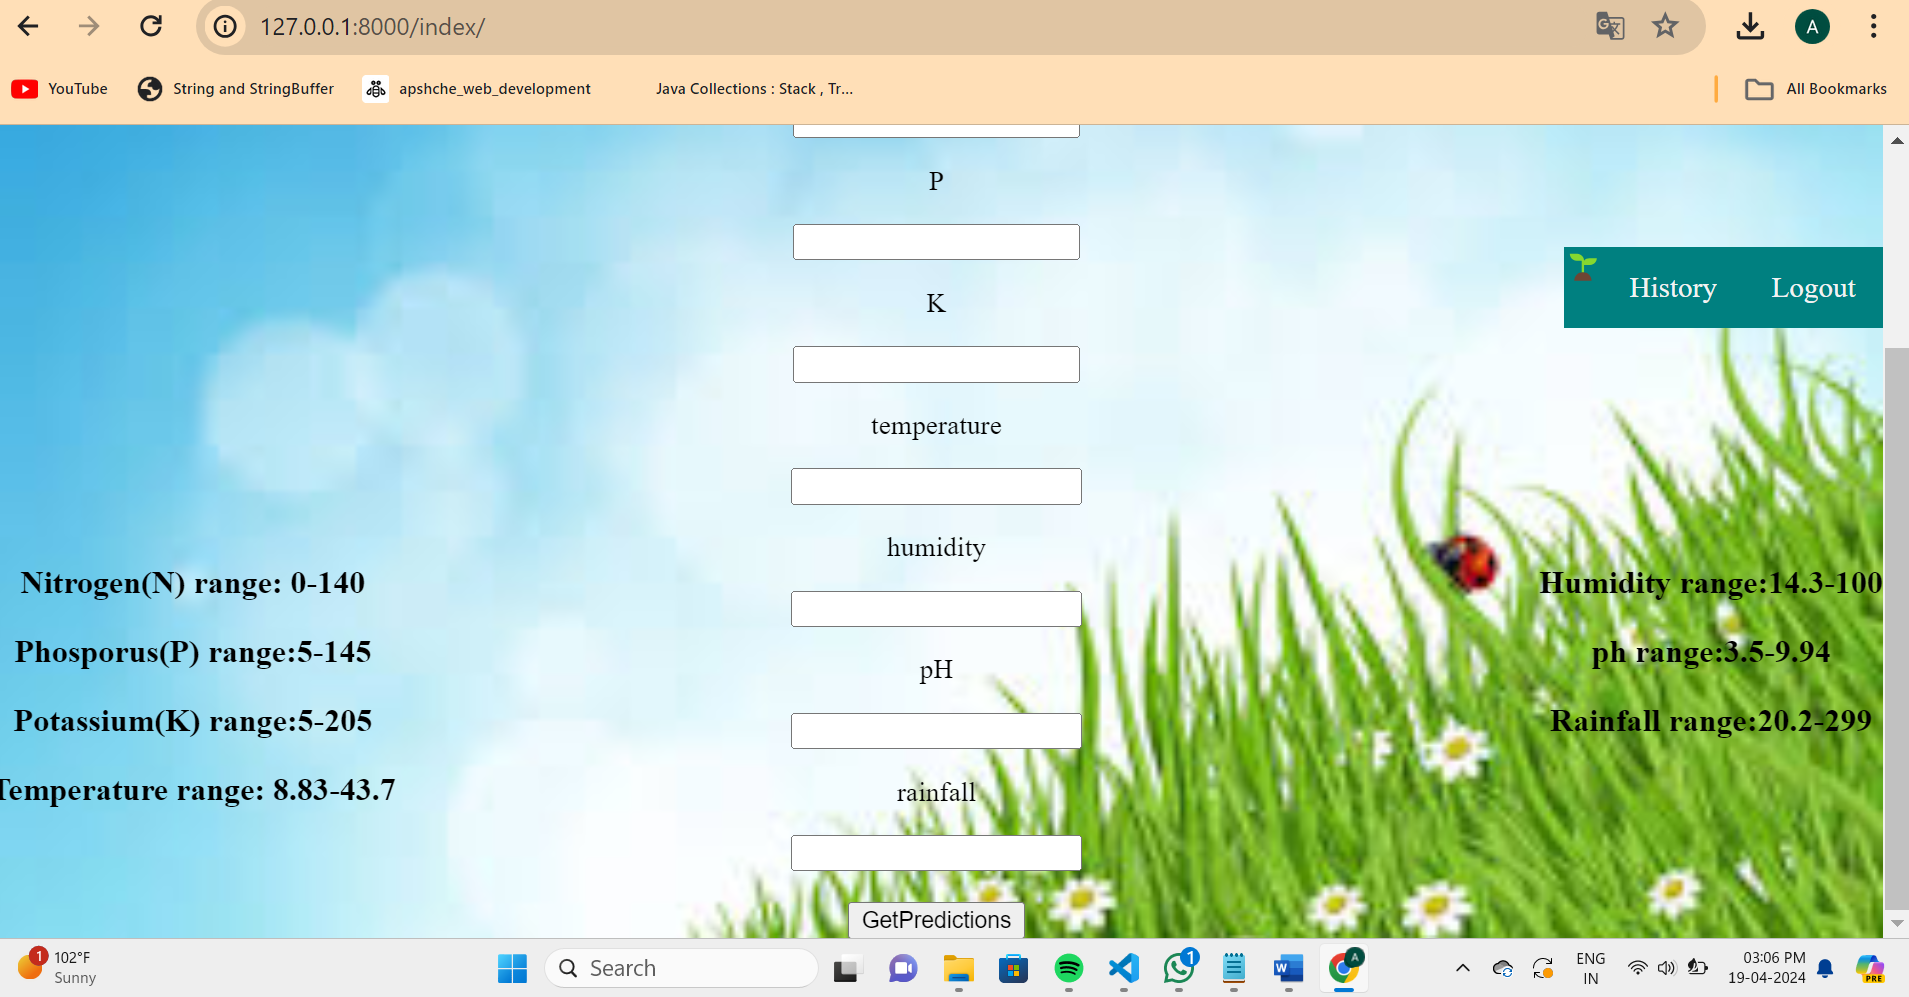 127.0.0.1:8000/index/
A
YouTube
String and StringBuffer
apshche_web_development
Java Collections : Stack , Tr...
All Bookmarks
P
K
History
Logout
temperature
humidity
Nitrogen(N) range: 0-140
Humidity range:14.3-100
Phosporus(P) range:5-145
ph range:3.5-9.94
pH
Potassium(K) range:5-205
Rainfall range:20.2-299
Temperature range: 8.83-43.7
rainfall
GetPredictions
1
102°F
Sunny
Search
1
A
ENG
IN
03:06 PM
19-04-2024
PRE